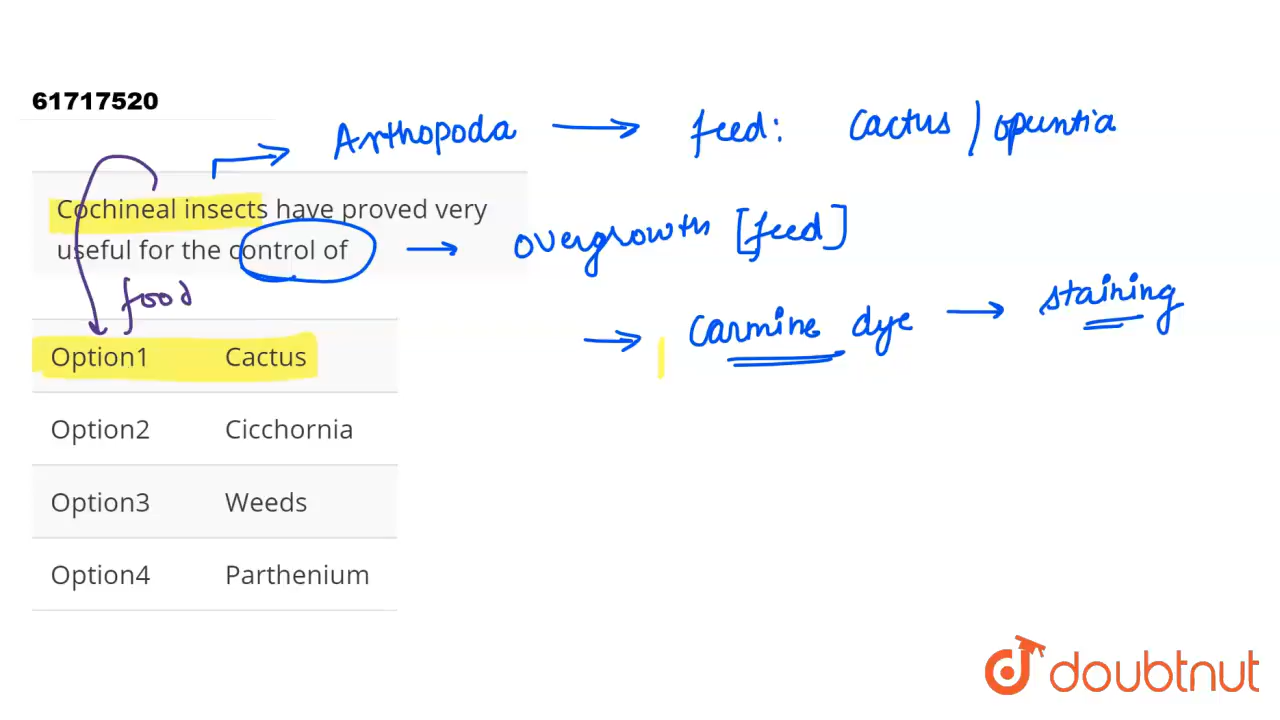 61717520
Arthopoda → feed: Cactus / opuntia
Cochineal insects have proved very
useful for the control of
→ overgrowth [feed]
food
→ Carmine dye → staining
Option1 Cactus
Option2 Cicchornia
Option3 Weeds
Option4 Parthenium
doubtnut